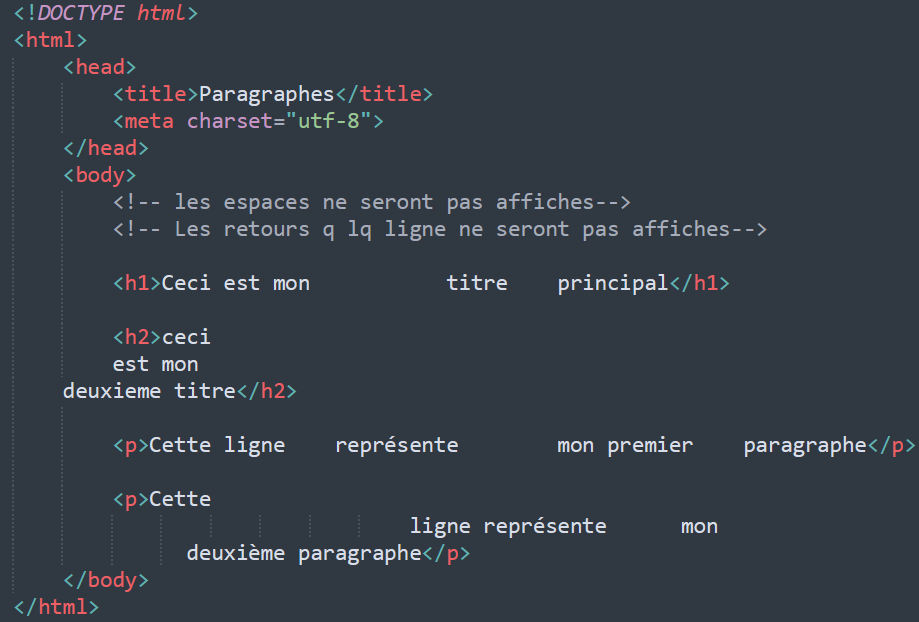 <!DOCTYPE html>
<html>
    <head>
        <title>Paragraphes</title>
        <meta charset="utf-8">
    </head>
    <body>
        <!-- les espaces ne seront pas affiches-->
        <!-- Les retours q lq ligne ne seront pas affiches-->

        <h1>Ceci est mon           titre    principal</h1>

        <h2>ceci
        est mon
    deuxieme titre</h2>

        <p>Cette ligne    représente        mon premier    paragraphe</p>

        <p>Cette
                                ligne représente      mon
              deuxième paragraphe</p>
    </body>
</html>